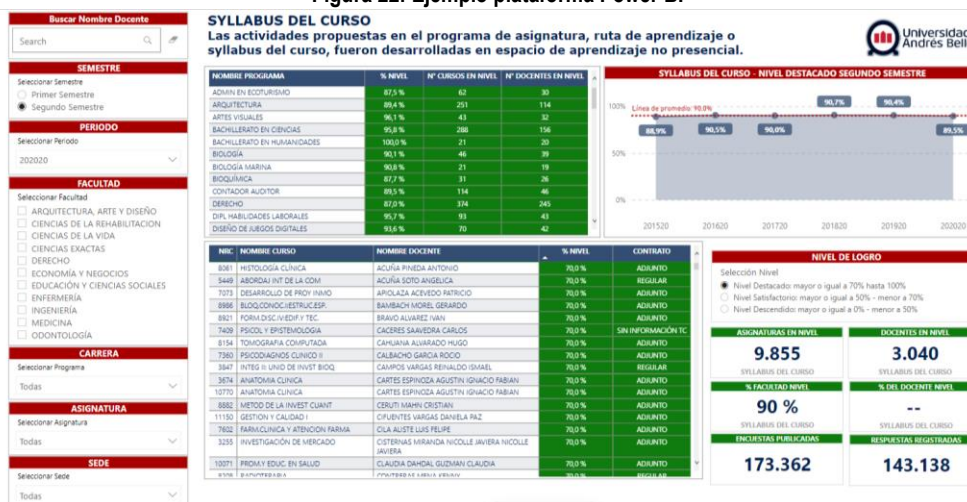 Figura 22: Ejemplo plataforma Power BI
Buscar Nombre Docente
Search
SEMESTRE
Seleccionar Semestre
Primer Semestre
Segundo Semestre
PERIODO
Seleccionar Periodo
202020
FACULTAD
Seleccionar Facultad
ARQUITECTURA, ARTE Y DISEÑO
CIENCIAS DE LA REHABILITACION
CIENCIAS DE LA VIDA
CIENCIAS EXACTAS
DERECHO
ECONOMÍA Y NEGOCIOS
EDUCACIÓN Y CIENCIAS SOCIALES
ENFERMERÍA
INGENIERÍA
MEDICINA
ODONTOLOGÍA
CARRERA
Seleccionar Programa
Todas
ASIGNATURA
Seleccionar Asignatura
Todas
SEDE
Seleccionar Sede
Todas
SYLLABUS DEL CURSO
Las actividades propuestas en el programa de asignatura, ruta de aprendizaje o
syllabus del curso, fueron desarrolladas en espacio de aprendizaje no presencial.
Universidad
Andrés Bell
NOMBRE PROGRAMA % NIVEL N° CURSOS EN NIVEL N° DOCENTES EN NIVEL
ADMIN EN ECOTURISMO 87,5 % 62 30
ARQUITECTURA 89,4 % 251 114
ARTES VISUALES 96,1 % 43 32
BACHILLERATO EN CIENCIAS 95,8 % 288 156
BACHILLERATO EN HUMANIDADES 100,0 % 21 20
BIOLOGÍA 90,1 % 46 39
BIOLOGÍA MARINA 90,8 % 21 19
BIOQUÍMICA 87,7 % 31 26
CONTADOR AUDITOR 89,5 % 114 46
DERECHO 87,0 % 374 245
DIPL HABILIDADES LABORALES 95,7 % 93 43
DISEÑO DE JUEGOS DIGITALES 93,6 % 70 42
SYLLABUS DEL CURSO - NIVEL DESTACADO SEGUNDO SEMESTRE
100%
Línea de promedio: 90.0%
88,9% 90,5% 90,0% 90,7% 90,4% 89,5%
50%
0%
201520 201620 201720 201820 201920 202020
NRC NOMBRE CURSO NOMBRE DOCENTE % NIVEL CONTRATO
8081 HISTOLOGÍA CLÍNICA ACUÑA PINEDA ANTONIO 70,0 % ADJUNTO
5449 ABORDAJ INT DE LA COM ACUÑA SOTO ANGELICA 70,0 % REGULAR
7073 DESARROLLO DE PROY INMO APIOLAZA ACEVEDO PATRICIO 70,0 % ADJUNTO
8986 BLOQ.CONOC.I:ESTRUC.ESP. BAMBACH MOREL GERARDO 70,0 % ADJUNTO
8921 FORM.DISC.IV:EDIF.Y TEC. BRAVO ALVAREZ IVAN 70,0 % ADJUNTO
7409 PSICOL Y EPISTEMOLOGIA CACERES SAAVEDRA CARLOS 70,0 % SIN INFORMACIÓN TC
8154 TOMOGRAFIA COMPUTADA CAHUANA ALVARADO HUGO 70,0 % ADJUNTO
7360 PSICODIAGNOS CLINICO II CALBACHO GARCIA ROCIO 70,0 % ADJUNTO
3847 INTEG II: UNID DE INVST BIOQ CAMPOS VARGAS REINALDO ISMAEL 70,0 % REGULAR
3674 ANATOMIA CLINICA CARTES ESPINOZA AGUSTIN IGNACIO FABIAN 70,0 % ADJUNTO
10770 ANATOMIA CLINICA CARTES ESPINOZA AGUSTIN IGNACIO FABIAN 70,0 % ADJUNTO
8882 METOD DE LA INVEST CUANT CERUTI MAHN CRISTIAN 70,0 % ADJUNTO
11150 GESTION Y CALIDAD I CIFUENTES VARGAS DANIELA PAZ 70,0 % ADJUNTO
7602 FARM.CLINICA Y ATENCION FARMA CILA ALISTE LUIS FELIPE 70,0 % ADJUNTO
3255 INVESTIGACIÓN DE MERCADO CISTERNAS MIRANDA NICOLLE JAVIERA NICOLLE 70,0 % ADJUNTO
JAVIERA
10071 PROM.Y EDUC. EN SALUD CLAUDIA DAHDAL GUZMAN CLAUDIA 70,0 % ADJUNTO
RADIOTERAPIA CONTRERAS MENA KENNY 70,0 % REGULAR
NIVEL DE LOGRO
Selección Nivel
Nivel Destacado: mayor o igual a 70% hasta 100%
Nivel Satisfactorio: mayor o igual a 50% - menor a 70%
Nivel Descendido: mayor o igual a 0% - menor a 50%
ASIGNATURAS EN NIVEL DOCENTES EN NIVEL
9.855 3.040
SYLLABUS DEL CURSO SYLLABUS DEL CURSO
% FACULTAD NIVEL % DEL DOCENTE NIVEL
90 % --
SYLLABUS DEL CURSO SYLLABUS DEL CURSO
ENCUESTAS PUBLICADAS RESPUESTAS REGISTRADAS
173.362 143.138